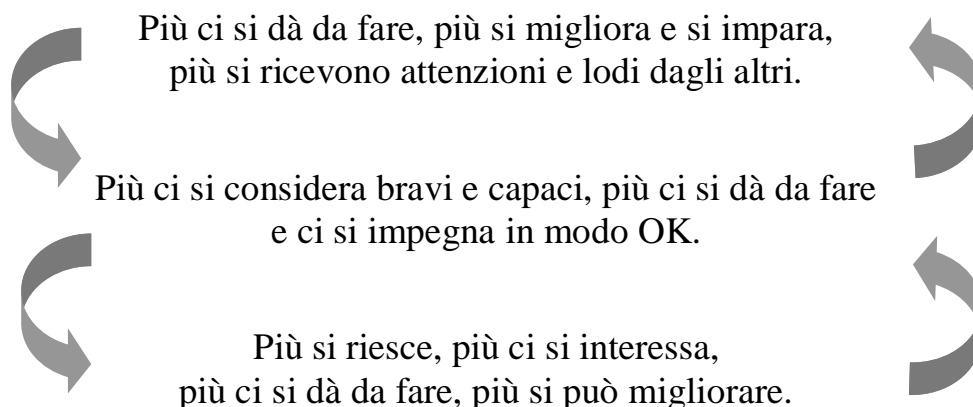 Più ci si dà da fare, più si migliora e si impara,
più si ricevono attenzioni e lodi dagli altri.
Più ci si considera bravi e capaci, più ci si dà da fare
e ci si impegna in modo OK.
Più si riesce, più ci si interessa,
più ci si dà da fare, più si può migliorare.